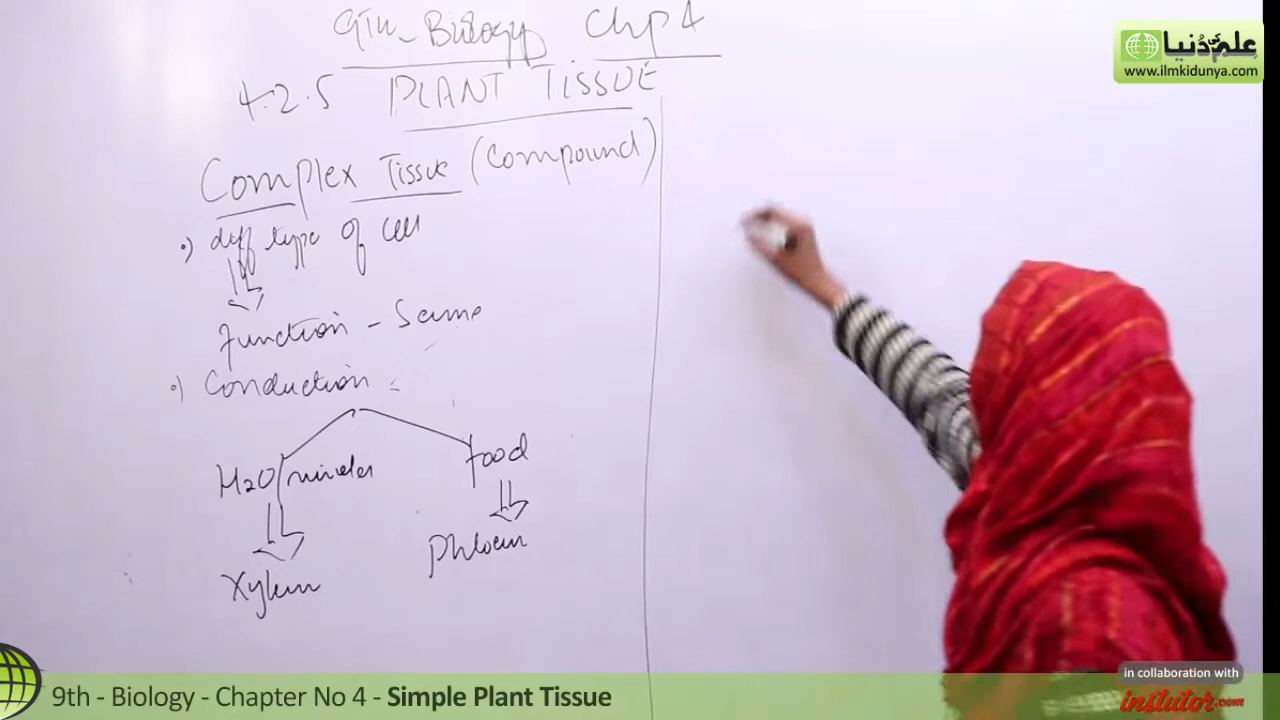 9TH - Biology Chp 4
4.2.5 PLANT TISSUE
Complex Tissue (Compound)
diff type of cell
Function - Same
Conduction
H2O/
Food
Xylem
Phloem
علم کی دنیا
www.ilmkidunya.com
9th - Biology - Chapter No 4 - Simple Plant Tissue
in collaboration with
instutor.com